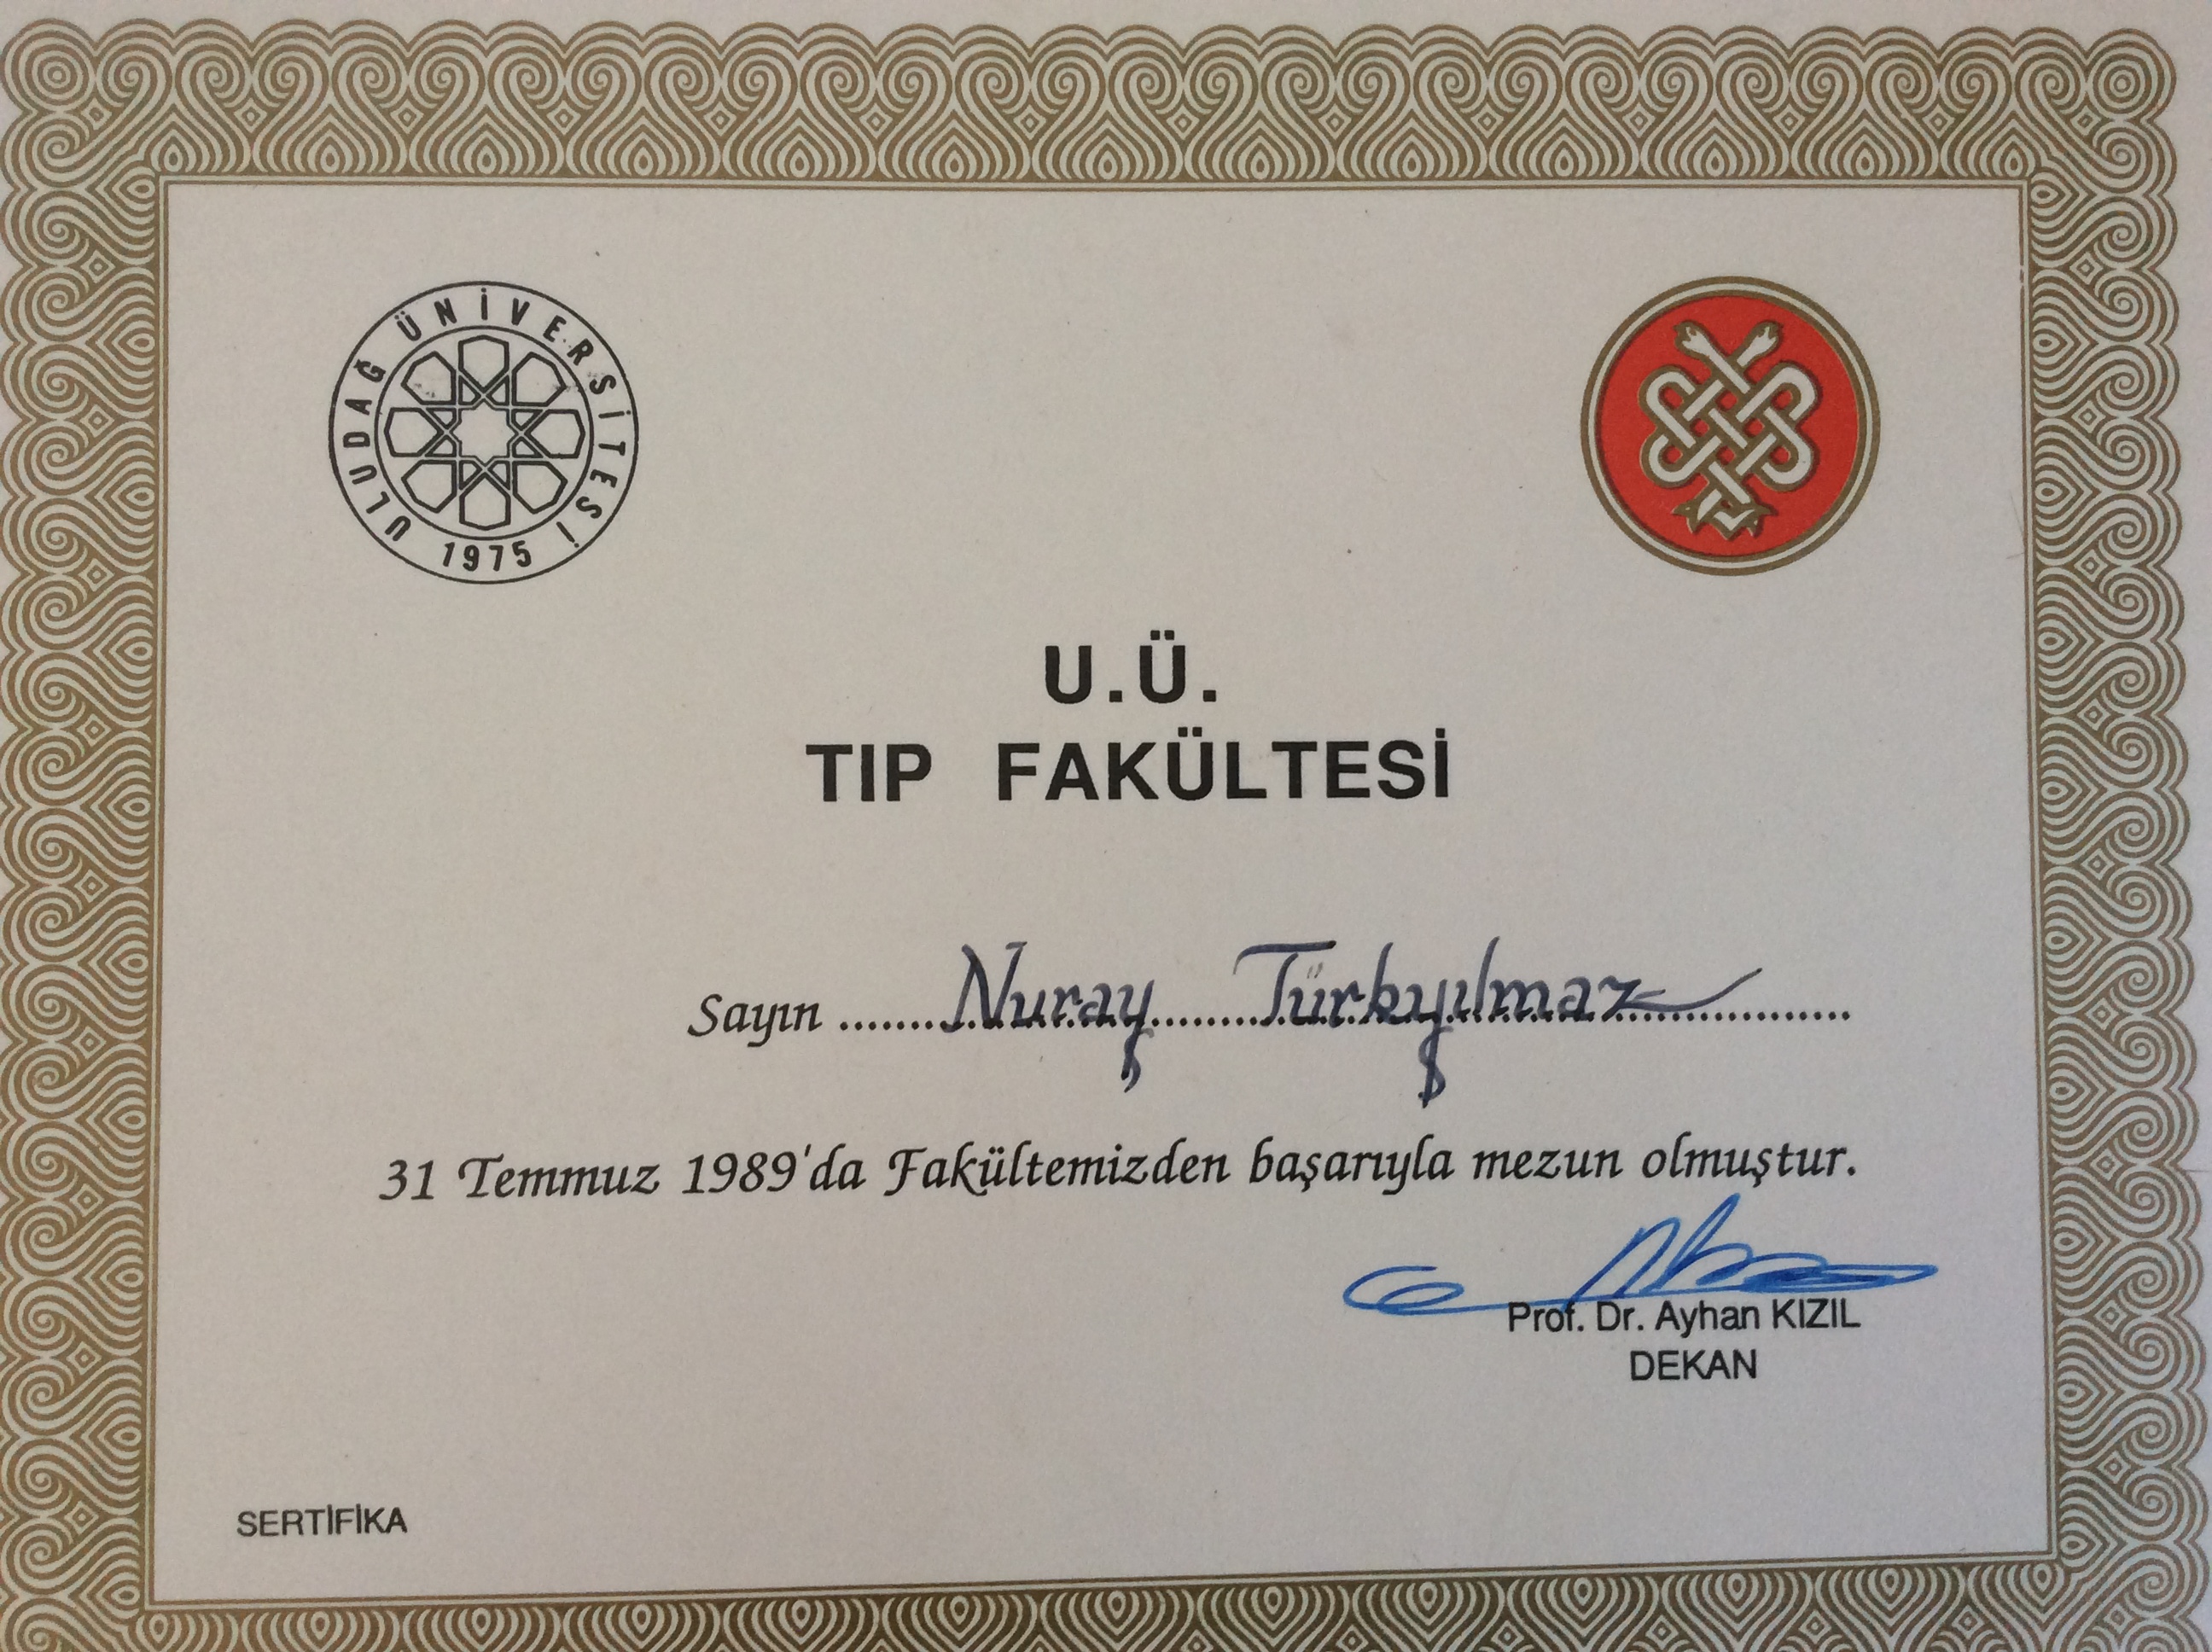 ULUDAĞ ÜNİVERSİTESİ
1975
U.Ü.
TIP FAKÜLTESİ
Sayın ....... Nuray Türkyılmaz .......
31 Temmuz 1989'da Fakültemizden başarıyla mezun olmuştur.
Prof. Dr. Ayhan KIZIL
DEKAN
SERTİFİKA